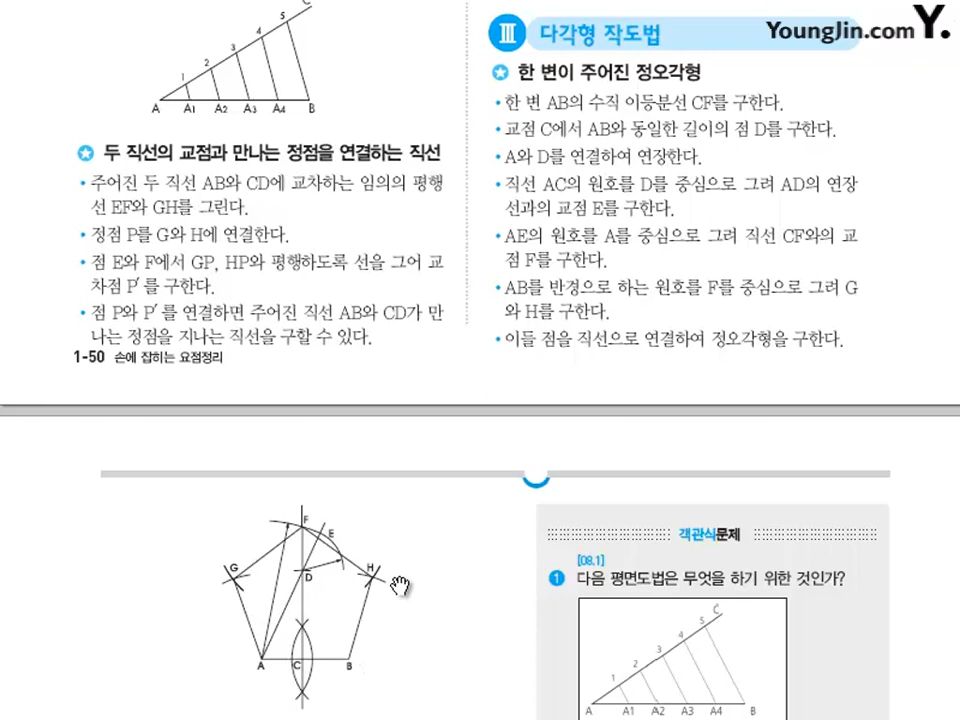 C
5
4
3
2
1
A A1 A2 A3 A4 B
두 직선의 교점과 만나는 정점을 연결하는 직선
• 주어진 두 직선 AB와 CD에 교차하는 임의의 평행
선 EF와 GH를 그린다.
• 정점 P를 G와 H에 연결한다.
• 점 E와 F에서 GP, HP와 평행하도록 선을 그어 교
차점 P′를 구한다.
• 점 P와 P′를 연결하면 주어진 직선 AB와 CD가 만
나는 정점을 지나는 직선을 구할 수 있다.
1-50 손에 잡히는 요점정리
YoungJin.com Y.
Ⅲ 다각형 작도법
한 변이 주어진 정오각형
• 한 변 AB의 수직 이등분선 CF를 구한다.
• 교점 C에서 AB와 동일한 길이의 점 D를 구한다.
• A와 D를 연결하여 연장한다.
• 직선 AC의 원호를 D를 중심으로 그려 AD의 연장
선과의 교점 E를 구한다.
• AE의 원호를 A를 중심으로 그려 직선 CF와의 교
점 F를 구한다.
• AB를 반경으로 하는 원호를 F를 중심으로 그려 G
와 H를 구한다.
• 이들 점을 직선으로 연결하여 정오각형을 구한다.
F
E
G
H
D
A C B
객관식문제
[08.1]
1 다음 평면도법은 무엇을 하기 위한 것인가?
C
5
4
3
2
1
A A1 A2 A3 A4 B